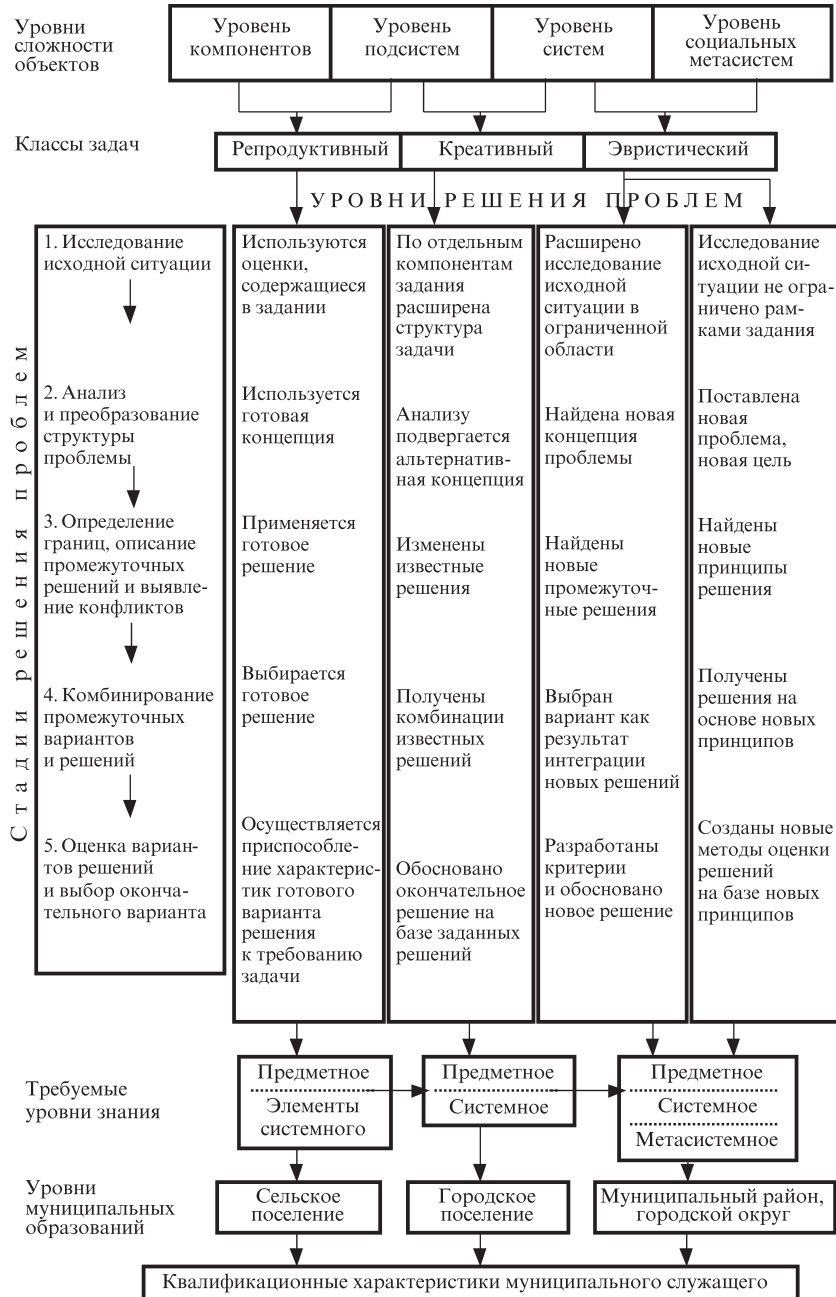 Уровни
сложности
объектов
Уровень
компонентов
Уровень
подсистем
Уровень
систем
Уровень
социальных
метасистем
Классы задач
Репродуктивный
Креативный
Эвристический
УРОВНИ РЕШЕНИЯ ПРОБЛЕМ
Стадии решения проблем
1. Исследование
исходной ситуации
2. Анализ
и преобразование
структуры
проблемы
3. Определение
границ, описание
промежуточных
решений и выявле-
ние конфликтов
4. Комбинирование
промежуточных
вариантов
и решений
5. Оценка вариан-
тов решений
и выбор оконча-
тельного варианта
Используются
оценки,
содержащиеся
в задании
Используется
готовая
концепция
Применяется
готовое
решение
Выбирается
готовое
решение
Осуществляется
приспособле-
ние характерис-
тик готового
варианта
решения
к требованию
задачи
По отдельным
компонентам
задания
расширена
структура
задачи
Анализу
подвергается
альтернатив-
ная концепция
Изменены
известные
решения
Получены
комбинации
известных
решений
Обосновано
окончательное
решение на
базе заданных
решений
Расширено
исследование
исходной
ситуации в
ограниченной
области
Найдена новая
концепция
проблемы
Найдены
новые
промежуточ-
ные решения
Выбран
вариант как
результат
интеграции
новых решений
Разработаны
критерии
и обосновано
новое решение
Исследование
исходной си-
туации не огра-
ничено рам-
ками задания
Поставлена
новая
проблема,
новая цель
Найдены
новые
принципы
решения
Получены
решения на
основе новых
принципов
Созданы новые
методы оценки
решений
на базе новых
принципов
Требуемые
уровни знания
Предметное
Элементы
системного
Предметное
Системное
Предметное
Системное
Метасистемное
Уровни
муниципальных
образований
Сельское
поселение
Городское
поселение
Муниципальный район,
городской округ
Квалификационные характеристики муниципального служащего